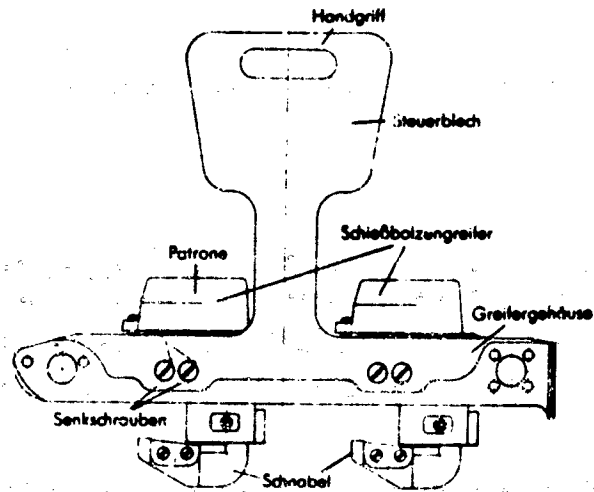 Handgriff
Steuerblech
Schießbolzengreifer
Patrone
Greifergehäuse
Senkschrauben
Schnabel